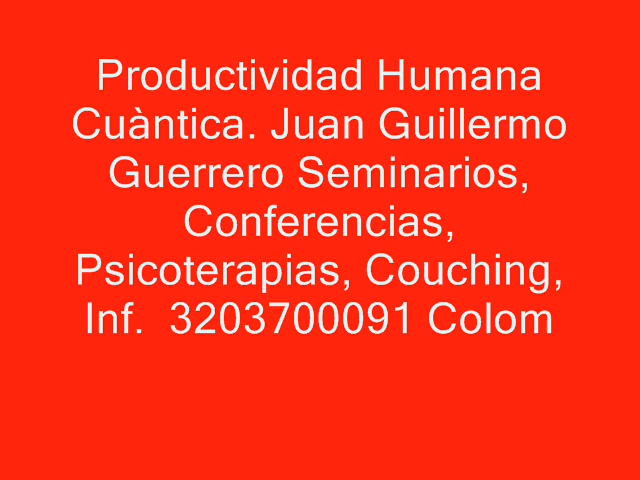 Productividad Humana
Cuàntica. Juan Guillermo
Guerrero Seminarios,
Conferencias,
Psicoterapias, Couching,
Inf.  3203700091 Colom